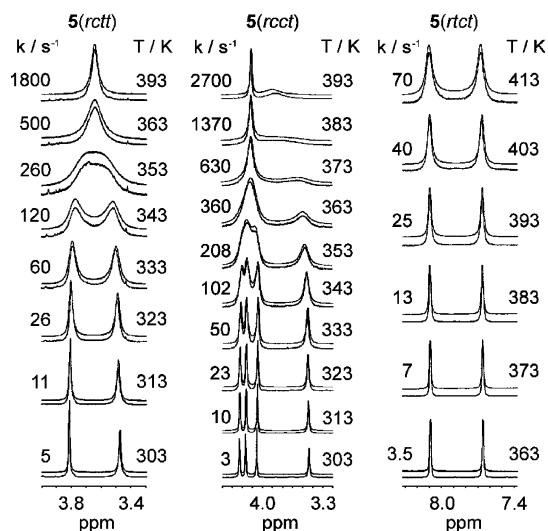 5(rctt) 5(rcct) 5(rtct)
k / s⁻¹ T / K k / s⁻¹ T / K k / s⁻¹ T / K
1800 393 2700 393 70 413
500 363 1370 383 40 403
260 353 630 373 25 393
120 343 360 363 13 383
60 333 208 353 7 373
26 323 102 343 3.5 363
11 313 50 333
5 303 23 323
10 313
3 303
3.8 3.4 4.0 3.3 8.0 7.4
ppm ppm ppm